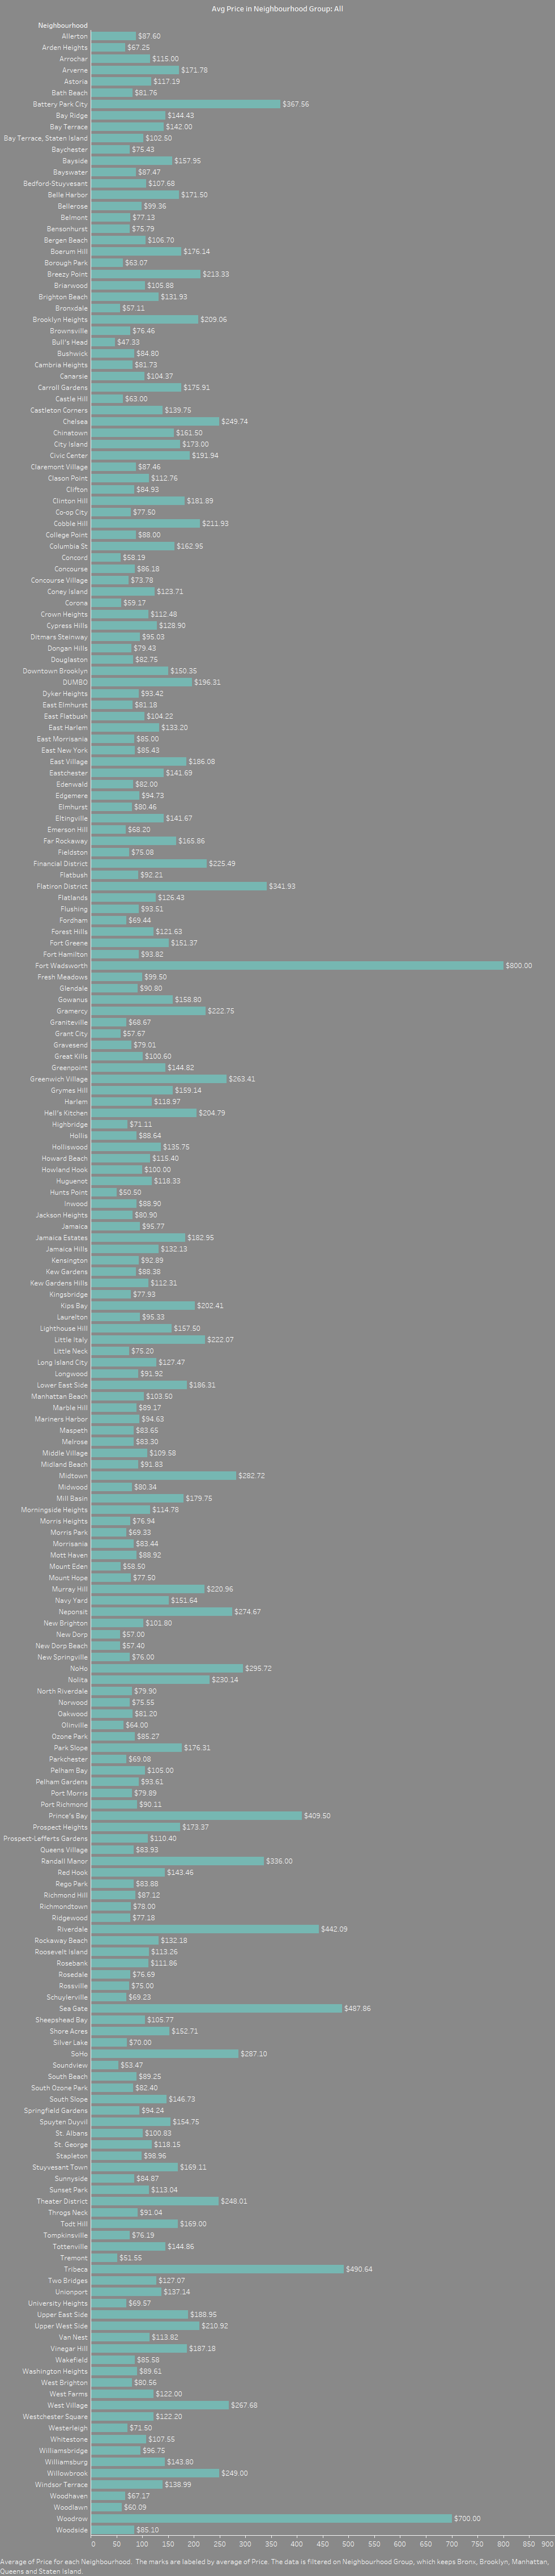 Avg Price in Neighbourhood Group: All
Neighbourhood
Allerton $87.60
Arden Heights $67.25
Arrochar $115.00
Arverne $171.78
Astoria $117.19
Bath Beach $81.76
Battery Park City $367.56
Bay Ridge $144.43
Bay Terrace $142.00
Bay Terrace, Staten Island $102.50
Baychester $75.43
Bayside $157.95
Bayswater $87.47
Bedford-Stuyvesant $107.68
Belle Harbor $171.50
Bellerose $99.36
Belmont $77.13
Bensonhurst $75.79
Bergen Beach $106.70
Boerum Hill $176.14
Borough Park $63.07
Breezy Point $213.33
Briarwood $105.88
Brighton Beach $131.93
Bronxdale $57.11
Brooklyn Heights $209.06
Brownsville $76.46
Bull's Head $47.33
Bushwick $84.80
Cambria Heights $81.73
Canarsie $104.37
Carroll Gardens $175.91
Castle Hill $63.00
Castleton Corners $139.75
Chelsea $249.74
Chinatown $161.50
City Island $173.00
Civic Center $191.94
Claremont Village $87.46
Clason Point $112.76
Clifton $84.93
Clinton Hill $181.89
Co-op City $77.50
Cobble Hill $211.93
College Point $88.00
Columbia St $162.95
Concord $58.19
Concourse $86.18
Concourse Village $73.78
Coney Island $123.71
Corona $59.17
Crown Heights $112.48
Cypress Hills $128.90
Ditmars Steinway $95.03
Dongan Hills $79.43
Douglaston $82.75
Downtown Brooklyn $150.35
DUMBO $196.31
Dyker Heights $93.42
East Elmhurst $81.18
East Flatbush $104.22
East Harlem $133.20
East Morrisania $85.00
East New York $85.43
East Village $186.08
Eastchester $141.69
Edenwald $82.00
Edgemere $94.73
Elmhurst $80.46
Eltingville $141.67
Emerson Hill $68.20
Far Rockaway $165.86
Fieldston $75.08
Financial District $225.49
Flatbush $92.21
Flatiron District $341.93
Flatlands $126.43
Flushing $93.51
Fordham $69.44
Forest Hills $121.63
Fort Greene $151.37
Fort Hamilton $93.82
Fort Wadsworth $800.00
Fresh Meadows $99.50
Glendale $90.80
Gowanus $158.80
Gramercy $222.75
Graniteville $68.67
Grant City $57.67
Gravesend $79.01
Great Kills $100.60
Greenpoint $144.82
Greenwich Village $263.41
Grymes Hill $159.14
Harlem $118.97
Hell's Kitchen $204.79
Highbridge $71.11
Hollis $88.64
Holliswood $135.75
Howard Beach $115.40
Howland Hook $100.00
Huguenot $118.33
Hunts Point $50.50
Inwood $88.90
Jackson Heights $80.90
Jamaica $95.77
Jamaica Estates $182.95
Jamaica Hills $132.13
Kensington $92.89
Kew Gardens $88.38
Kew Gardens Hills $112.31
Kingsbridge $77.93
Kips Bay $202.41
Laurelton $95.33
Lighthouse Hill $157.50
Little Italy $222.07
Little Neck $75.20
Long Island City $127.47
Longwood $91.92
Lower East Side $186.31
Manhattan Beach $103.50
Marble Hill $89.17
Mariners Harbor $94.63
Maspeth $83.65
Melrose $83.30
Middle Village $109.58
Midland Beach $91.83
Midtown $282.72
Midwood $80.34
Mill Basin $179.75
Morningside Heights $114.78
Morris Heights $76.94
Morris Park $69.33
Morrisania $83.44
Mott Haven $88.92
Mount Eden $58.50
Mount Hope $77.50
Murray Hill $220.96
Navy Yard $151.64
Neponsit $274.67
New Brighton $101.80
New Dorp $57.00
New Dorp Beach $57.40
New Springville $76.00
NoHo $295.72
Nolita $230.14
North Riverdale $79.90
Norwood $75.55
Oakwood $81.20
Olinville $64.00
Ozone Park $85.27
Park Slope $176.31
Parkchester $69.08
Pelham Bay $105.00
Pelham Gardens $93.61
Port Morris $79.89
Port Richmond $90.11
Prince's Bay $409.50
Prospect Heights $173.37
Prospect-Lefferts Gardens $110.40
Queens Village $83.93
Randall Manor $336.00
Red Hook $143.46
Rego Park $83.88
Richmond Hill $87.12
Richmondtown $78.00
Ridgewood $77.18
Riverdale $442.09
Rockaway Beach $132.18
Roosevelt Island $113.26
Rosebank $111.86
Rosedale $76.69
Rossville $75.00
Schuylerville $69.23
Sea Gate $487.86
Sheepshead Bay $105.77
Shore Acres $152.71
Silver Lake $70.00
SoHo $287.10
Soundview $53.47
South Beach $89.25
South Ozone Park $82.40
South Slope $146.73
Springfield Gardens $94.24
Spuyten Duyvil $154.75
St. Albans $100.83
St. George $118.15
Stapleton $98.96
Stuyvesant Town $169.11
Sunnyside $84.87
Sunset Park $113.04
Theater District $248.01
Throgs Neck $91.04
Todt Hill $169.00
Tompkinsville $76.19
Tottenville $144.86
Tremont $51.55
Tribeca $490.64
Two Bridges $127.07
Unionport $137.14
University Heights $69.57
Upper East Side $188.95
Upper West Side $210.92
Van Nest $113.82
Vinegar Hill $187.18
Wakefield $85.58
Washington Heights $89.61
West Brighton $80.56
West Farms $122.00
West Village $267.68
Westchester Square $122.20
Westerleigh $71.50
Whitestone $107.55
Williamsbridge $96.75
Williamsburg $143.80
Willowbrook $249.00
Windsor Terrace $138.99
Woodhaven $67.17
Woodlawn $60.09
Woodrow $700.00
Woodside $85.10
0 50 100 150 200 250 300 350 400 450 500 550 600 650 700 750 800 850 900
Average of Price for each Neighbourhood. The marks are labeled by average of Price. The data is filtered on Neighbourhood Group, which keeps Bronx, Brooklyn, Manhattan,
Queens and Staten Island.